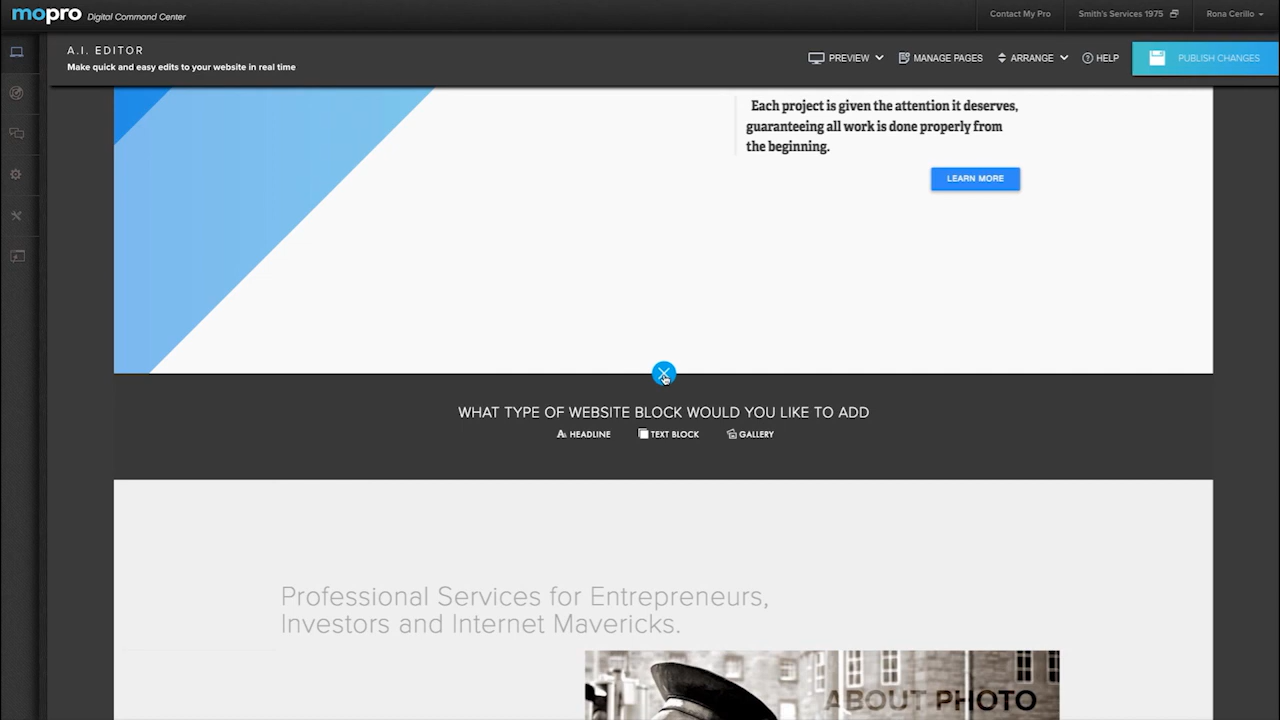 mopro Digital Command Center
Contact My Pro
Smith's Services 1975
Rona Cerillo
A.I. EDITOR
Make quick and easy edits to your website in real time
PREVIEW
MANAGE PAGES
ARRANGE
HELP
PUBLISH CHANGES
Each project is given the attention it deserves,
guaranteeing all work is done properly from
the beginning.
LEARN MORE
WHAT TYPE OF WEBSITE BLOCK WOULD YOU LIKE TO ADD
HEADLINE
TEXT BLOCK
GALLERY
Professional Services for Entrepreneurs,
Investors and Internet Mavericks.
ABOUT PHOTO